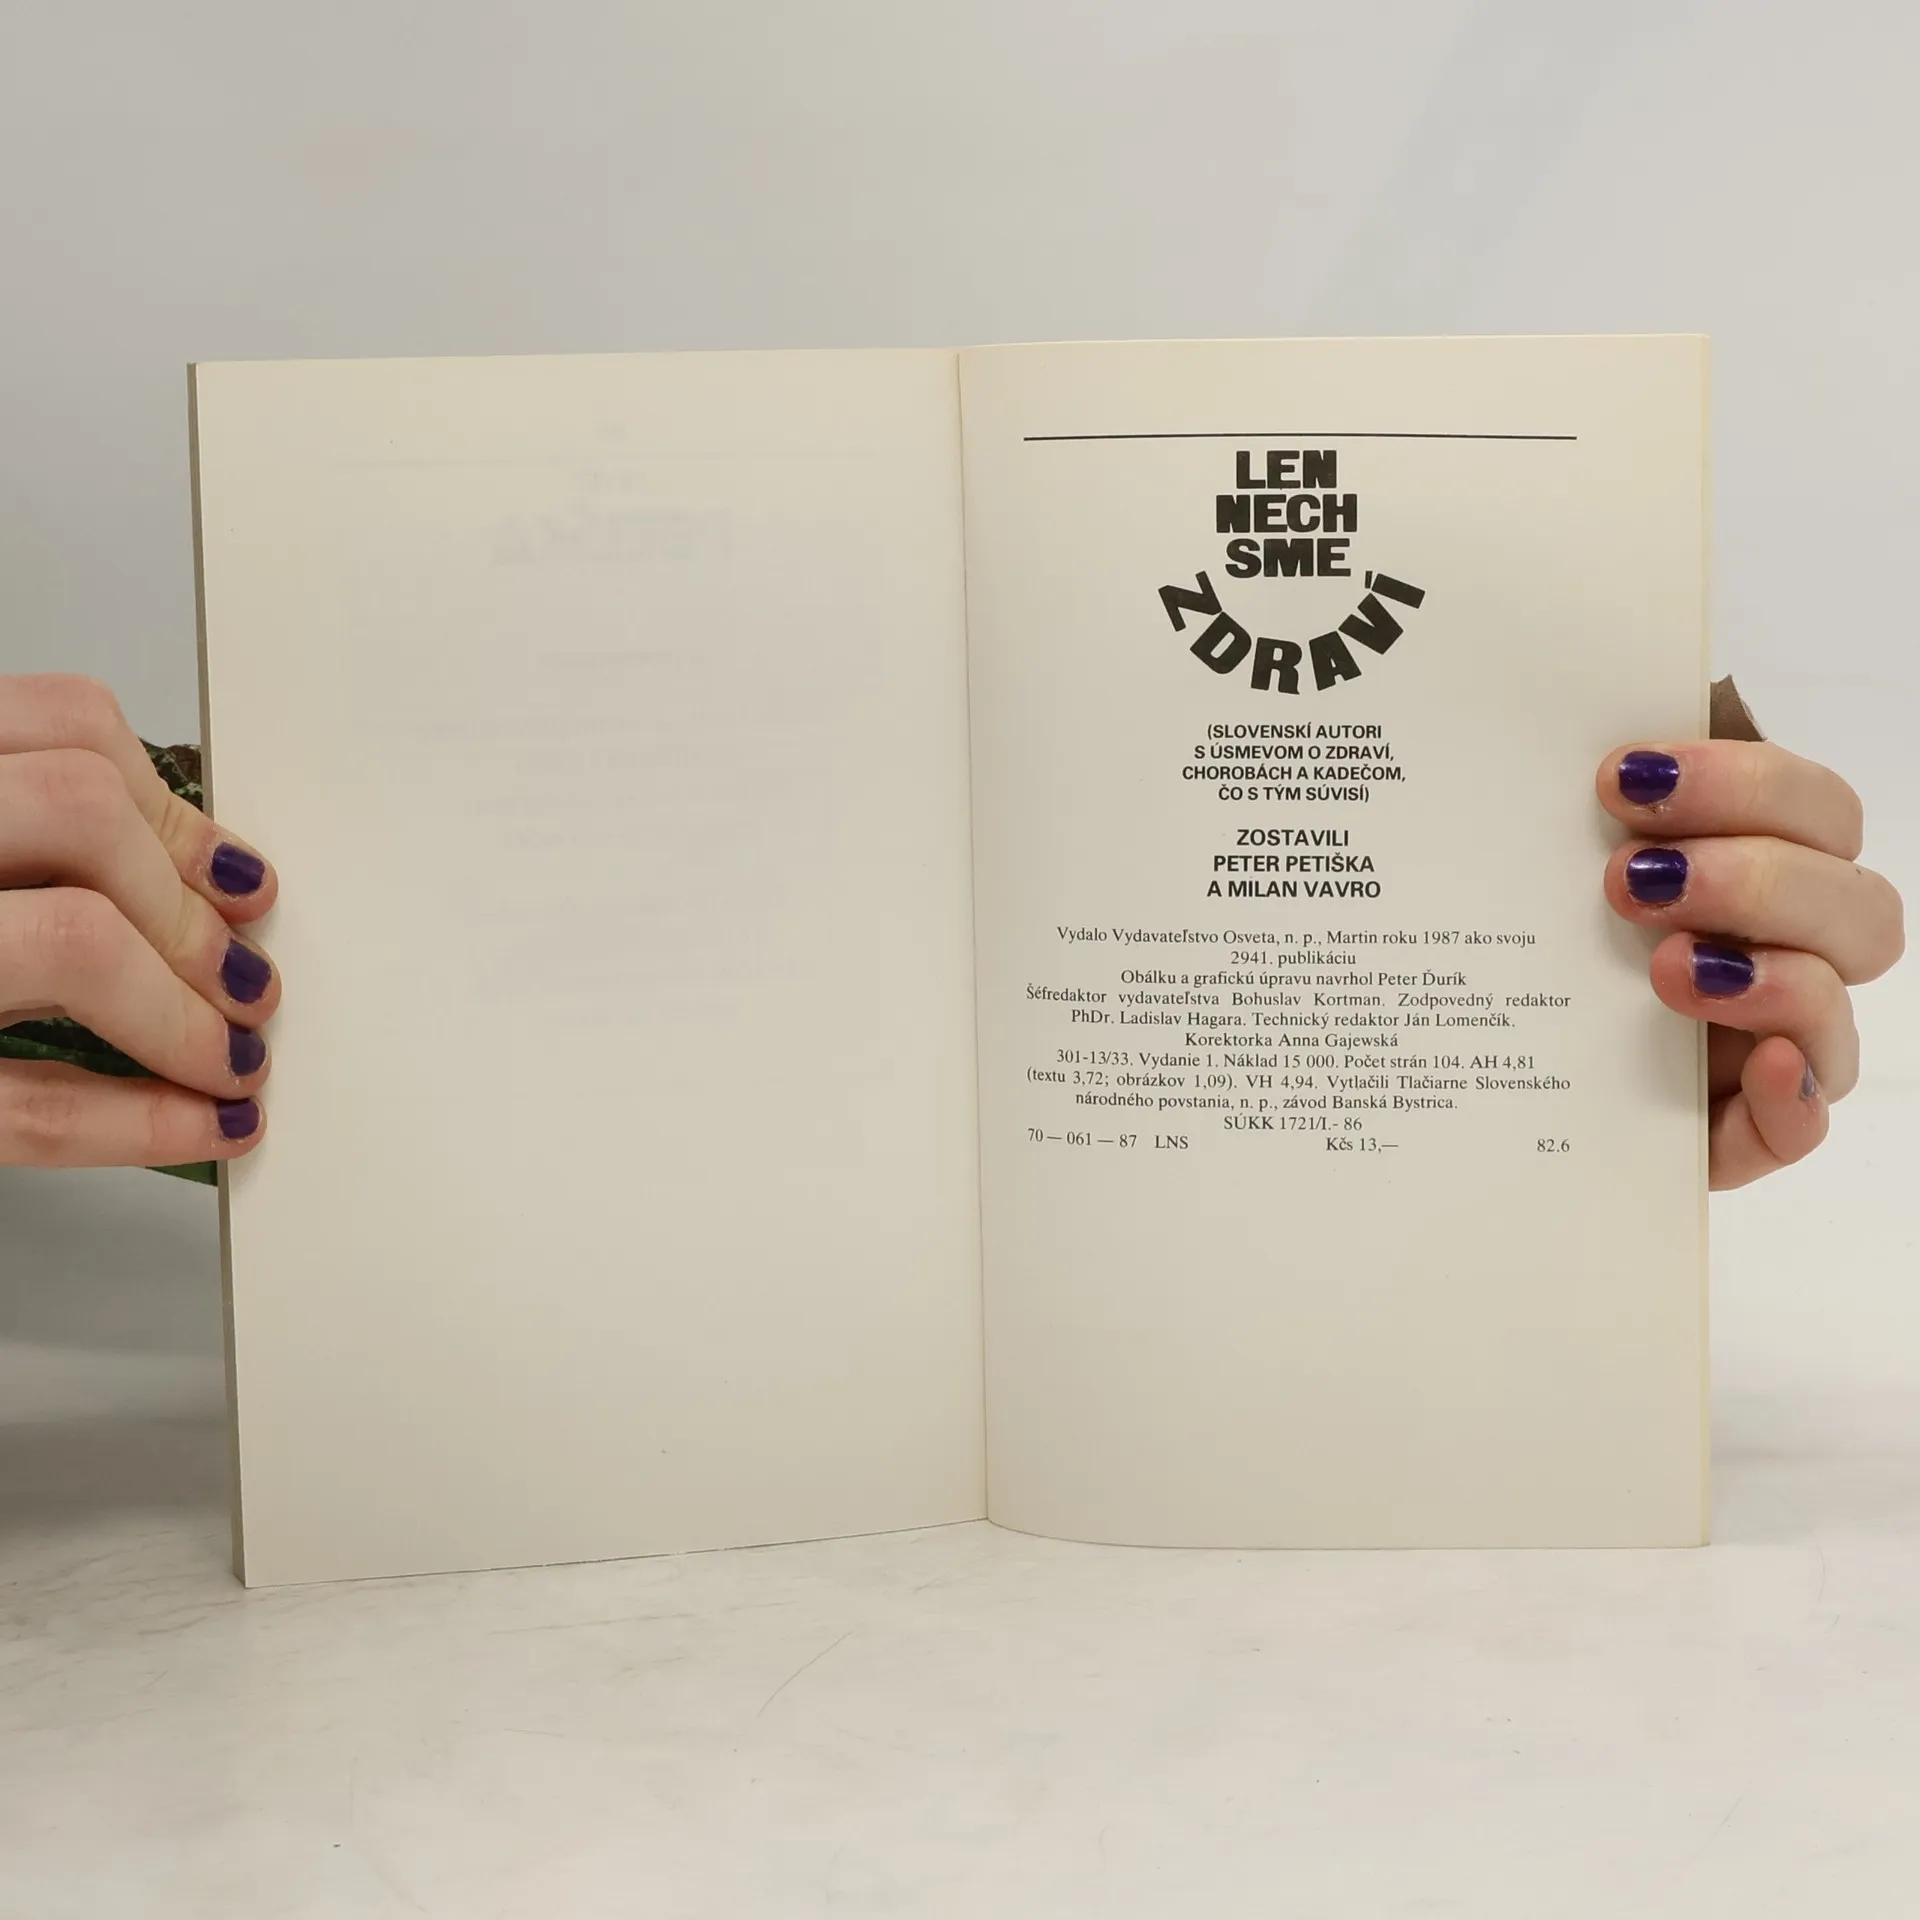 LEN
NECH
SME
ZDRAVÍ
(SLOVENSKÍ AUTORI
S ÚSMEVOM O ZDRAVÍ,
CHOROBÁCH A KADEČOM,
ČO S TÝM SÚVISÍ)
ZOSTAVILI
PETER PETIŠKA
A MILAN VAVRO
Vydalo Vydavateľstvo Osveta, n. p., Martin roku 1987 ako svoju
2941. publikáciu
Obálku a grafickú úpravu navrhol Peter Ďurík
Šéfredaktor vydavateľstva Bohuslav Kortman. Zodpovedný redaktor
PhDr. Ladislav Hagara. Technický redaktor Ján Lomenčík.
Korektorka Anna Gajewská
301-13/33. Vydanie 1. Náklad 15 000. Počet strán 104. AH 4,81
(textu 3,72; obrázkov 1,09). VH 4,94. Vytlačili Tlačiarne Slovenského
národného povstania, n. p., závod Banská Bystrica.
SÚKK 1721/I.- 86
70 — 061 — 87 LNS Kčs 13,— 82.6